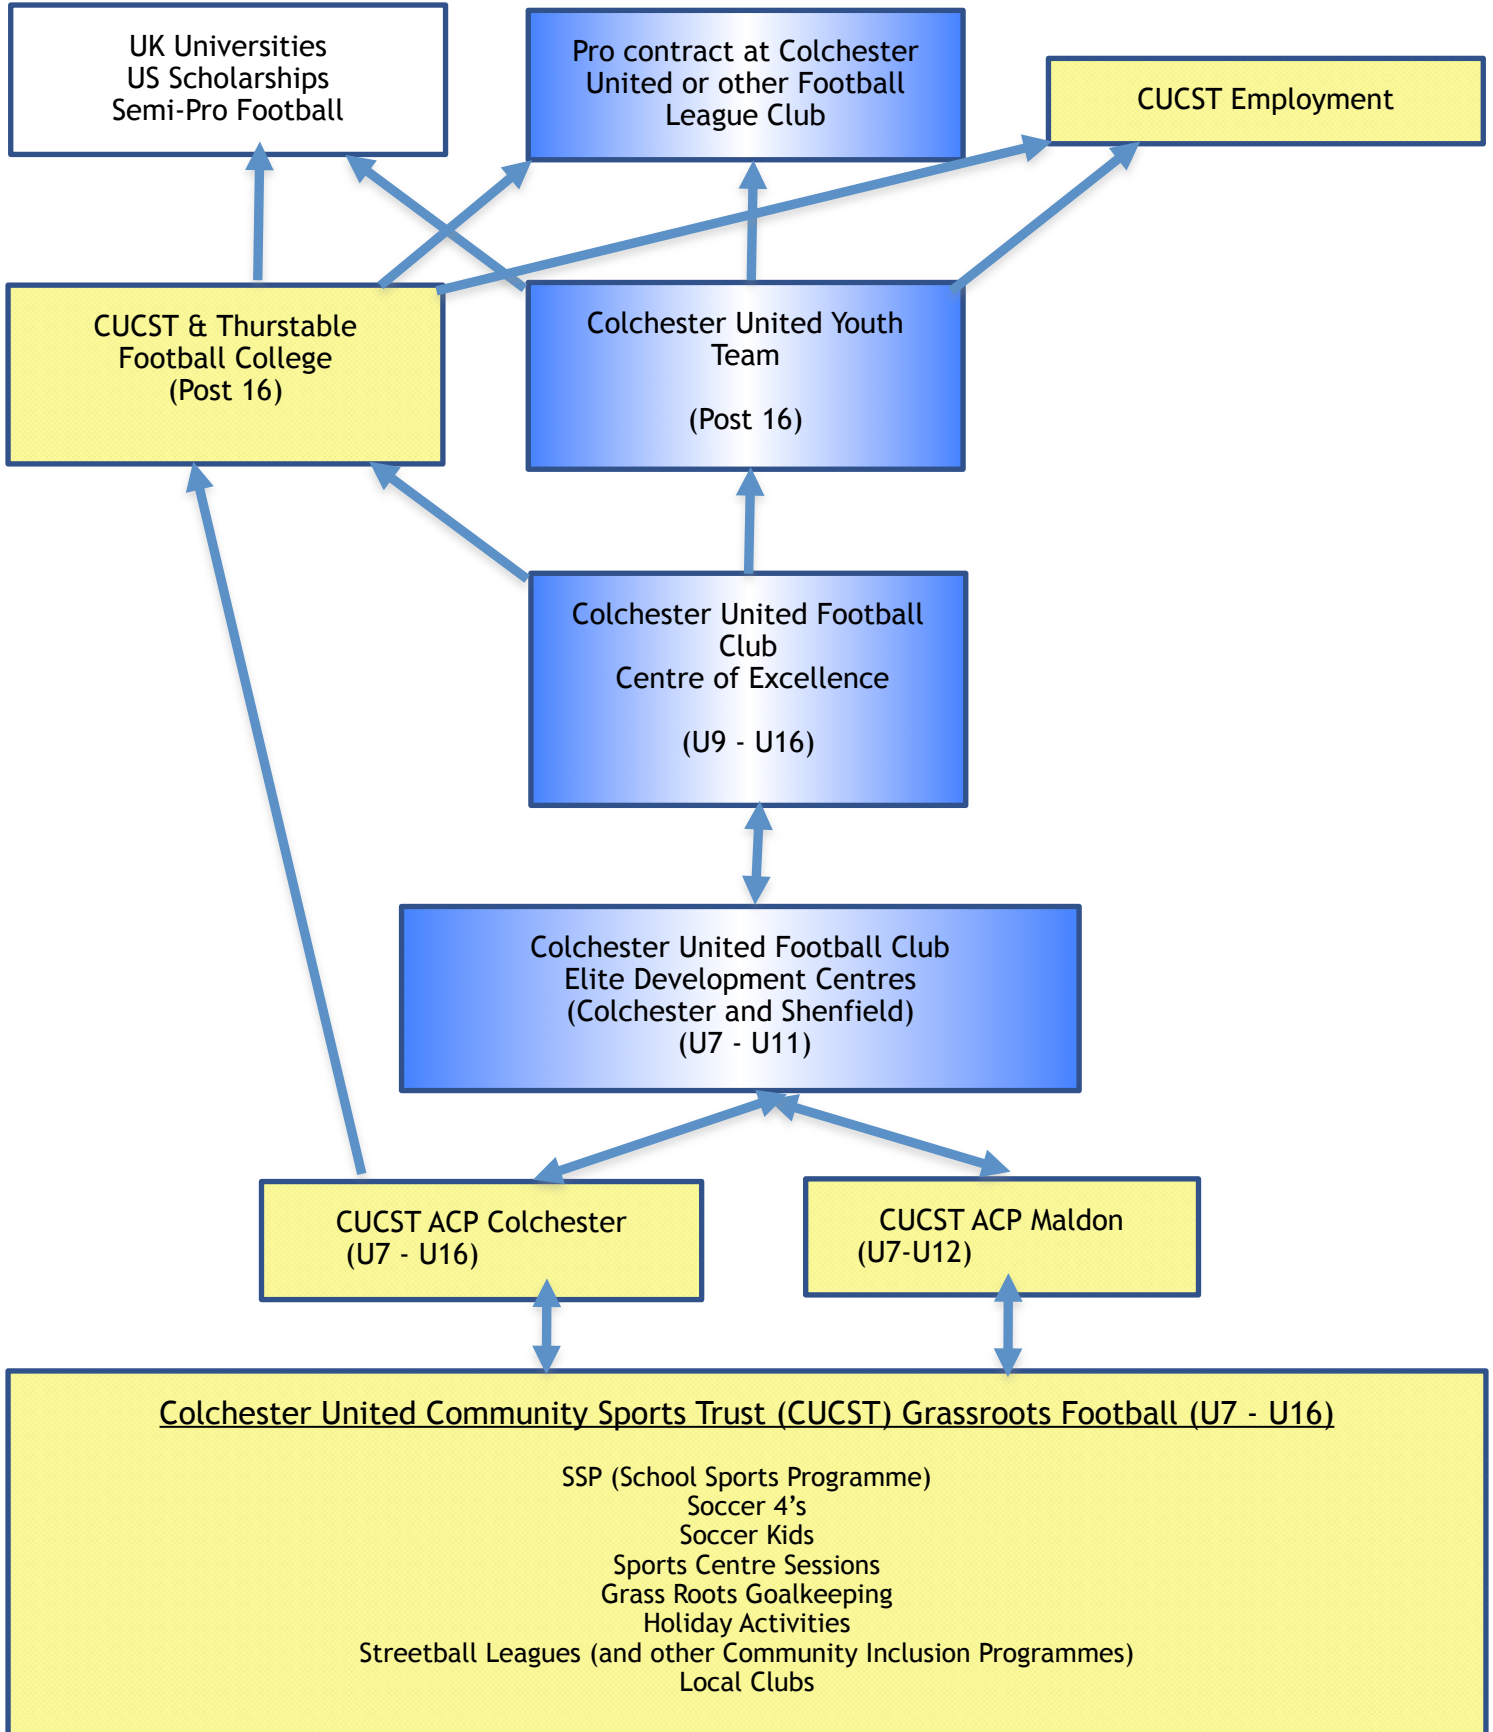 UK Universities
US Scholarships
Semi-Pro Football
Pro contract at Colchester
United or other Football
League Club
CUCST Employment
CUCST & Thurstable
Football College
(Post 16)
Colchester United Youth
Team
(Post 16)
Colchester United Football
Club
Centre of Excellence
(U9 - U16)
Colchester United Football Club
Elite Development Centres
(Colchester and Shenfield)
(U7 - U11)
CUCST ACP Colchester
(U7 - U16)
CUCST ACP Maldon
(U7-U12)
Colchester United Community Sports Trust (CUCST) Grassroots Football (U7 - U16)
SSP (School Sports Programme)
Soccer 4’s
Soccer Kids
Sports Centre Sessions
Grass Roots Goalkeeping
Holiday Activities
Streetball Leagues (and other Community Inclusion Programmes)
Local Clubs